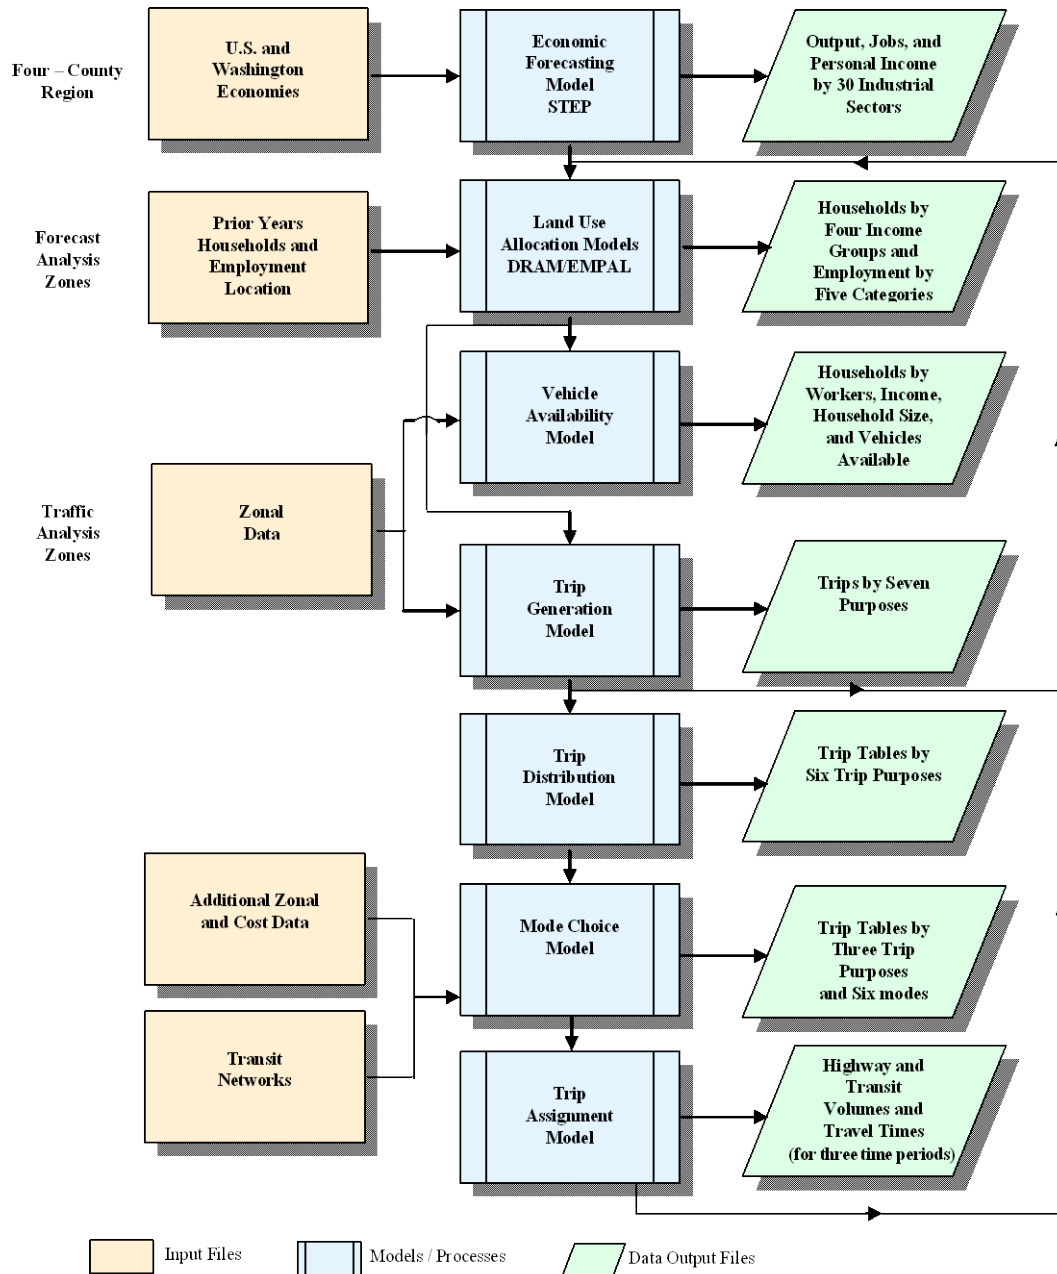 Four – County
Region
U.S. and
Washington
Economies
Economic
Forecasting
Model
STEP
Output, Jobs, and
Personal Income
by 30 Industrial
Sectors
Forecast
Analysis
Zones
Prior Years
Households and
Employment
Location
Land Use
Allocation Models
DRAM/EMPAL
Households by
Four Income
Groups and
Employment by
Five Categories
Vehicle
Availability
Model
Households by
Workers, Income,
Household Size,
and Vehicles
Available
Traffic
Analysis
Zones
Zonal
Data
Trip
Generation
Model
Trips by Seven
Purposes
Trip
Distribution
Model
Trip Tables by
Six Trip Purposes
Additional Zonal
and Cost Data
Mode Choice
Model
Trip Tables by
Three Trip
Purposes
and Six modes
Transit
Networks
Trip
Assignment
Model
Highway and
Transit
Volumes and
Travel Times
(for three time periods)
Input Files
Models / Processes
Data Output Files